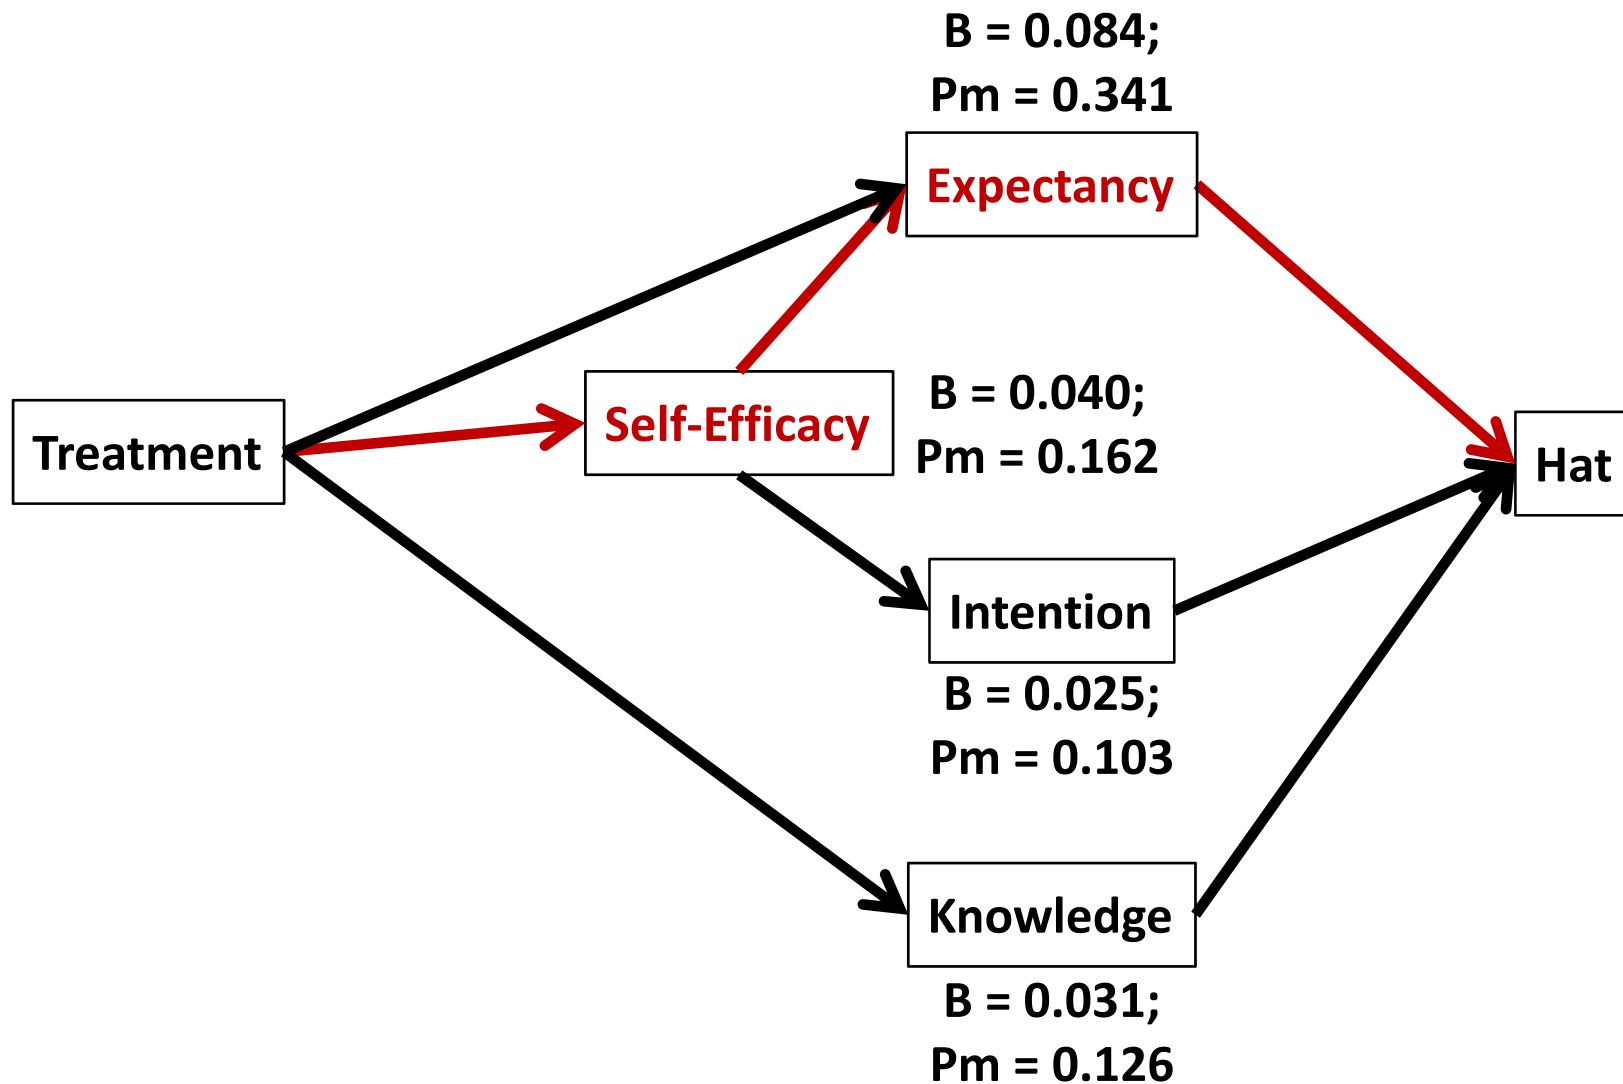 B = 0.084;
Pm = 0.341
Expectancy
Treatment
Self-Efficacy
B = 0.040;
Pm = 0.162
Hat
Intention
B = 0.025;
Pm = 0.103
Knowledge
B = 0.031;
Pm = 0.126